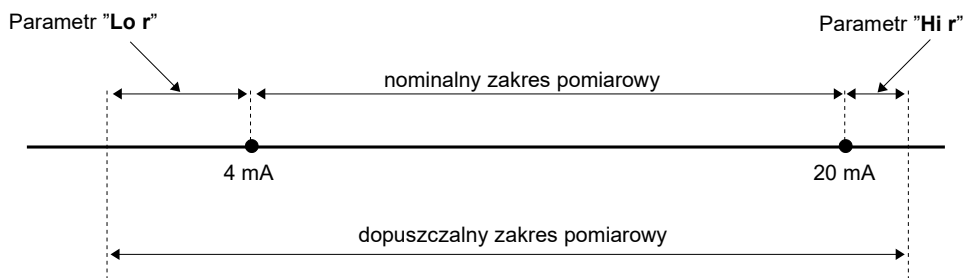 Parametr ”Lo r”
Parametr ”Hi r”
nominalny zakres pomiarowy
4 mA
20 mA
dopuszczalny zakres pomiarowy